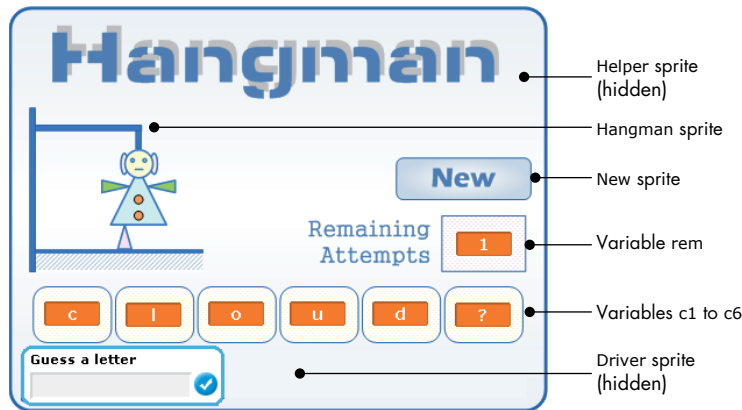 Hangman
Helper sprite
(hidden)
Hangman sprite
New
New sprite
Remaining
Attempts
1
Variable rem
c l o u d ?
Variables c1 to c6
Guess a letter
Driver sprite
(hidden)